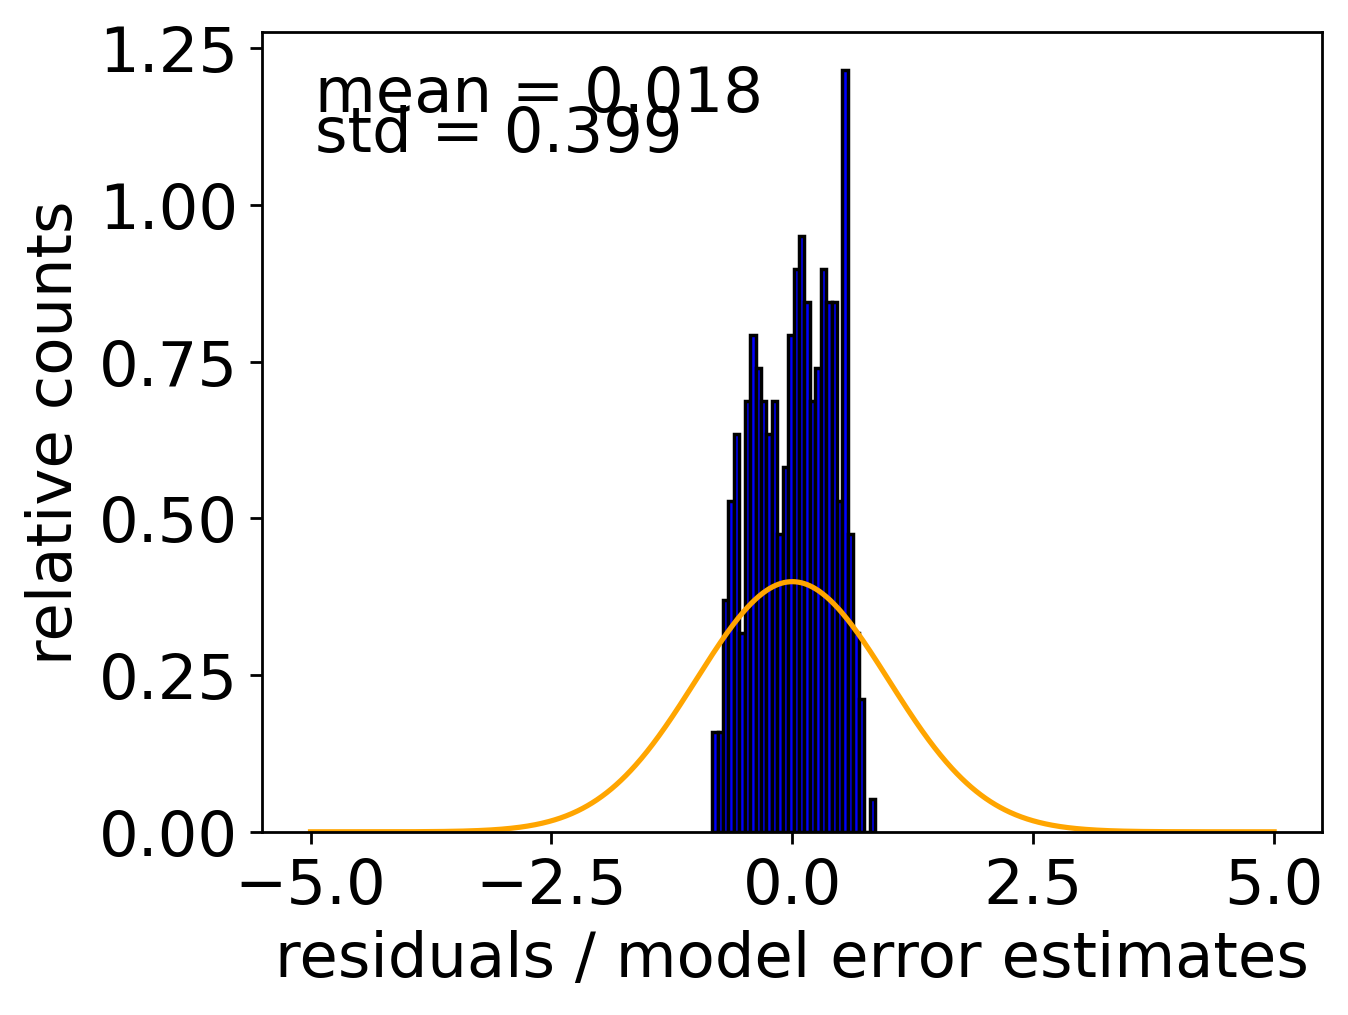 1.25
mean = 0.018
std = 0.399
1.00
0.75
0.50
0.25
0.00
relative counts
−5.0 −2.5 0.0 2.5 5.0
residuals / model error estimates